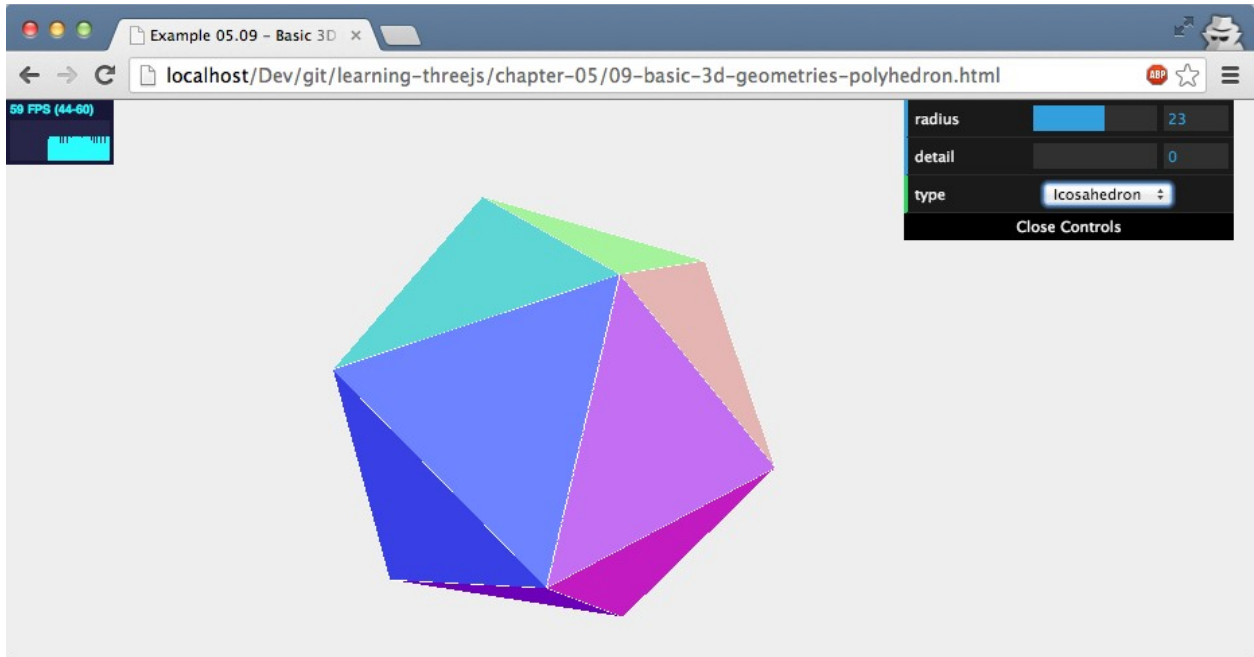 Example 05.09 – Basic 3D
localhost/Dev/git/learning-threejs/chapter-05/09-basic-3d-geometries-polyhedron.html
ABP
59 FPS (44-60)
radius 23
detail 0
type Icosahedron
Close Controls